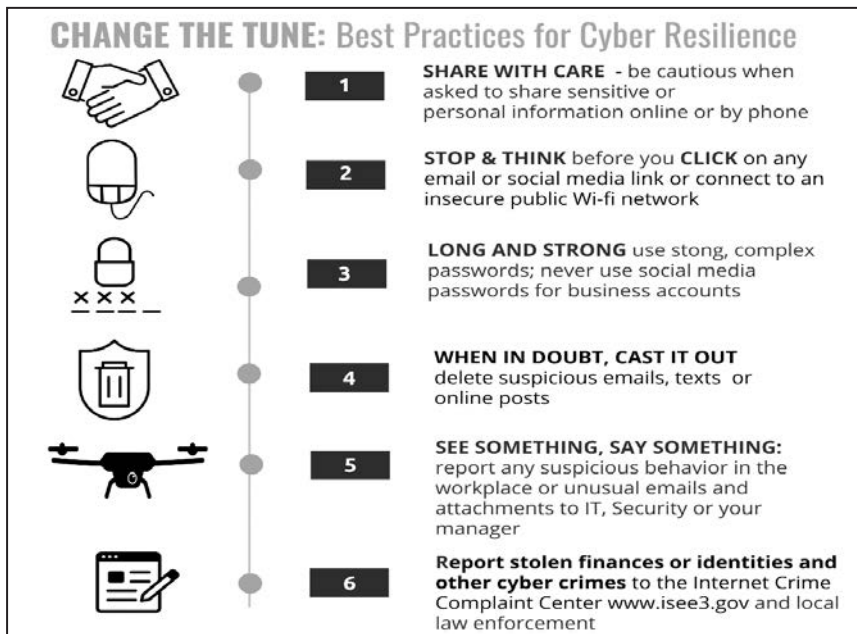 CHANGE THE TUNE: Best Practices for Cyber Resilience
1
SHARE WITH CARE - be cautious when
asked to share sensitive or
personal information online or by phone
2
STOP & THINK before you CLICK on any
email or social media link or connect to an
insecure public Wi-fi network
3
LONG AND STRONG use stong, complex
passwords; never use social media
passwords for business accounts
4
WHEN IN DOUBT, CAST IT OUT
delete suspicious emails, texts or
online posts
5
SEE SOMETHING, SAY SOMETHING:
report any suspicious behavior in the
workplace or unusual emails and
attachments to IT, Security or your
manager
6
Report stolen finances or identities and
other cyber crimes to the Internet Crime
Complaint Center www.isee3.gov and local
law enforcement